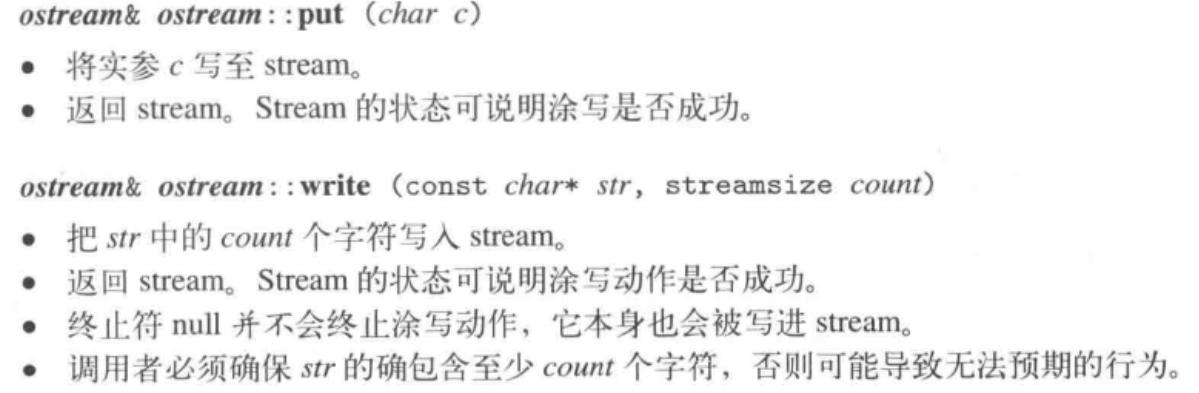 ostream& ostream::put (char c)
• 将实参 c 写至 stream。
• 返回 stream。Stream 的状态可说明涂写是否成功。
ostream& ostream::write (const char* str, streamsize count)
• 把 str 中的 count 个字符写入 stream。
• 返回 stream。Stream 的状态可说明涂写动作是否成功。
• 终止符 null 并不会终止涂写动作，它本身也会被写进 stream。
• 调用者必须确保 str 的确包含至少 count 个字符，否则可能导致无法预期的行为。